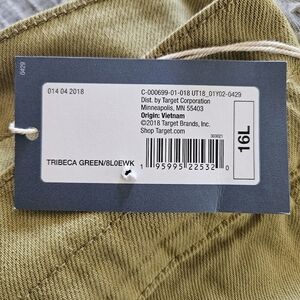 0429
014 04 2018
C-000699-01-018 UT18_01Y02-0429
Dist. by Target Corporation
Minneapolis, MN 55403
Origin: Vietnam
©2018 Target Brands, Inc.
Shop Target.com
TRIBECA GREEN/8L0EWK
1 95995 22532 0
16L